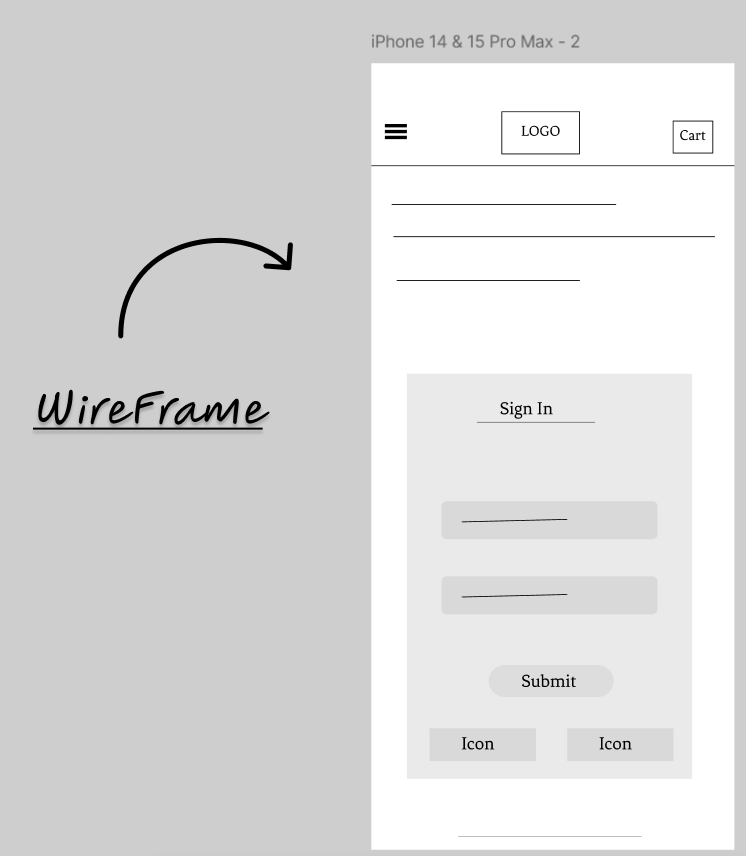 iPhone 14 & 15 Pro Max - 2
LOGO
Cart
WireFrame
Sign In
Submit
Icon
Icon